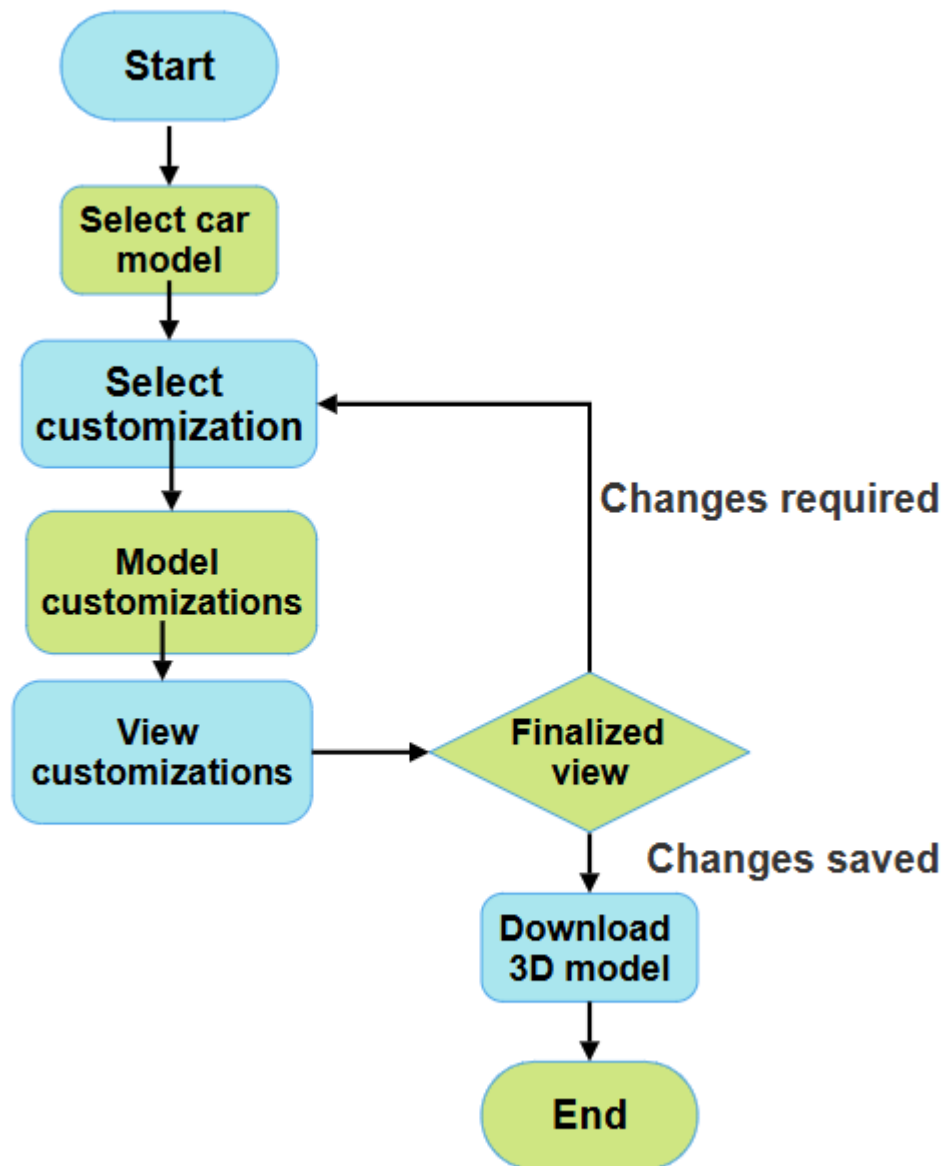 Start
Select car
model
Select
customization
Changes required
Model
customizations
View
customizations
Finalized
view
Changes saved
Download
3D model
End